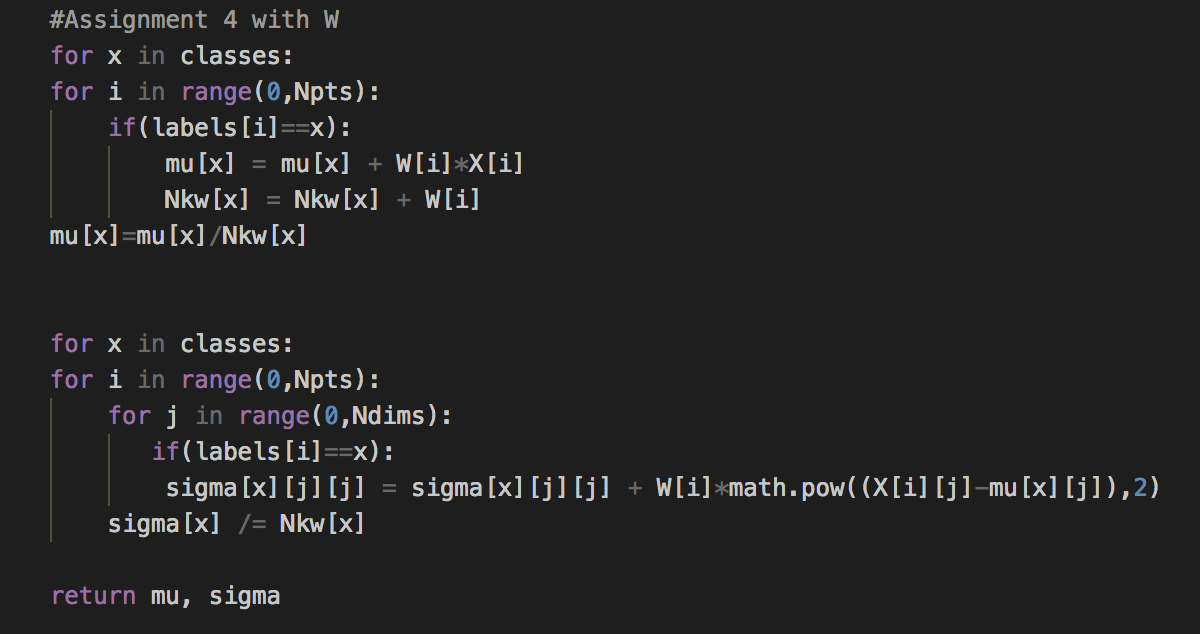 #Assignment 4 with W
for x in classes:
for i in range(0,Npts):
    if(labels[i]==x):
        mu[x] = mu[x] + W[i]*X[i]
        Nkw[x] = Nkw[x] + W[i]
mu[x]=mu[x]/Nkw[x]
for x in classes:
for i in range(0,Npts):
    for j in range(0,Ndims):
       if(labels[i]==x):
        sigma[x][j][j] = sigma[x][j][j] + W[i]*math.pow((X[i][j]-mu[x][j]),2)
    sigma[x] /= Nkw[x]
return mu, sigma